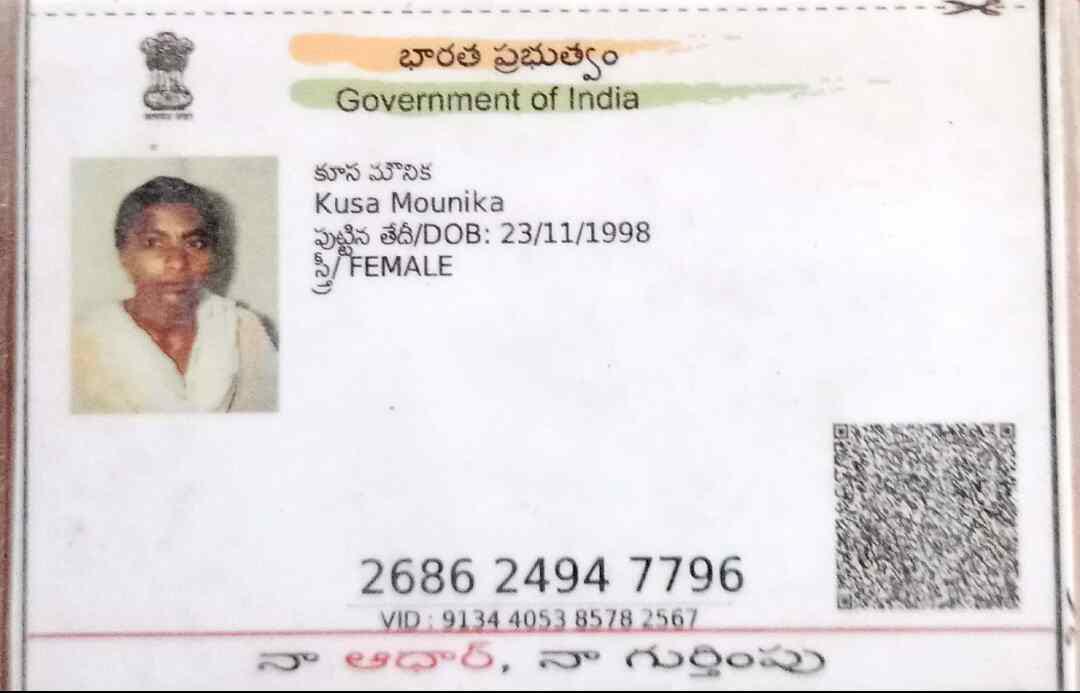 భారత ప్రభుత్వం
Government of India
కూస మౌనిక
Kusa Mounika
పుట్టిన తేదీ/DOB: 23/11/1998
స్త్రీ/ FEMALE
2686 2494 7796
VID : 9134 4053 8578 2567
నా ఆధార్, నా గుర్తింపు